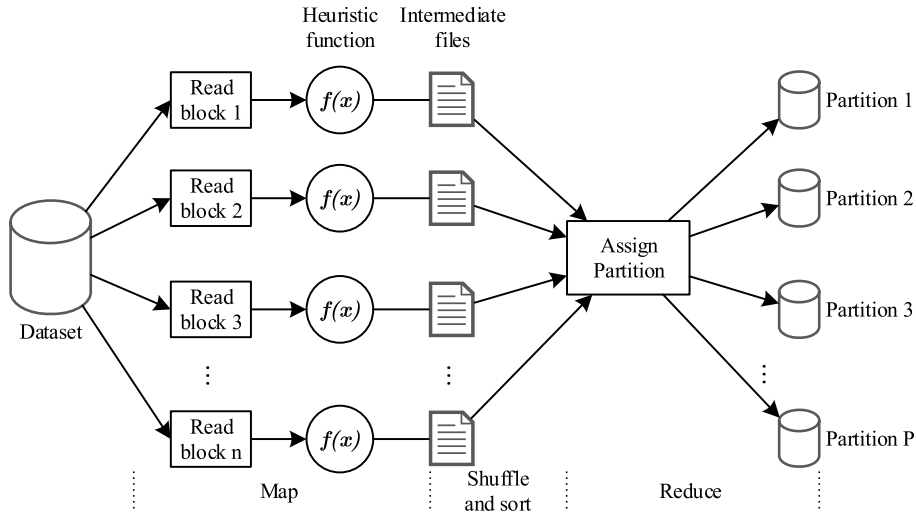 Heuristic
function
Intermediate
files
Read
block 1
f(x)
Partition 1
Read
block 2
f(x)
Partition 2
Assign
Partition
Dataset
Read
block 3
f(x)
Partition 3
⋮
⋮
⋮
Read
block n
f(x)
Partition P
Map
Shuffle
and sort
Reduce